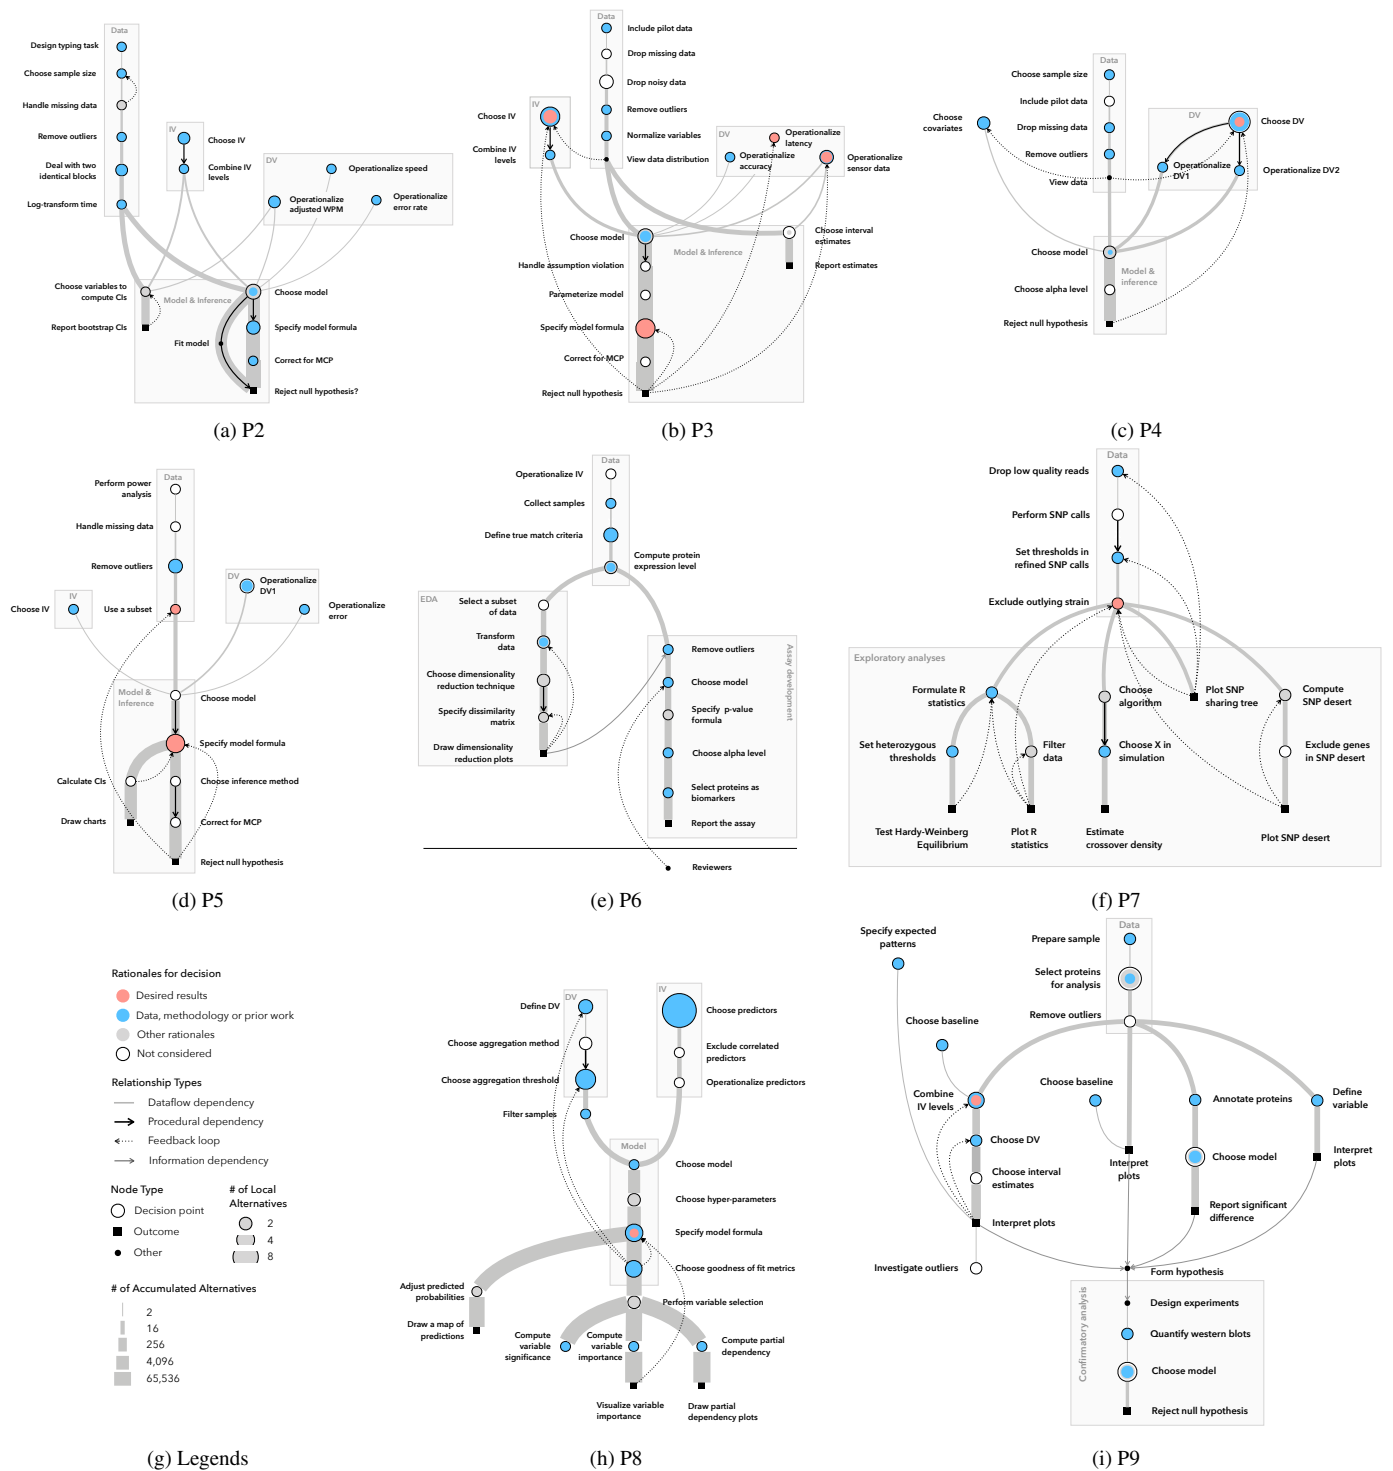 Data
Design typing task
Choose sample size
Handle missing data
Remove outliers
Deal with two
identical blocks
Log-transform time
IV
Choose IV
Combine IV
levels
DV
Operationalize speed
Operationalize
adjusted WPM
Operationalize
error rate
Choose variables to
compute CIs
Model & Inference
Choose model
Report bootstrap CIs
Specify model formula
Fit model
Correct for MCP
Reject null hypothesis?
(a) P2
Data
Include pilot data
Drop missing data
Drop noisy data
Remove outliers
Normalize variables
View data distribution
IV
Choose IV
Combine IV
levels
DV
Operationalize
latency
Operationalize
accuracy
Operationalize
sensor data
Choose model
Model & Inference
Choose interval
estimates
Handle assumption violation
Report estimates
Parameterize model
Specify model formula
Correct for MCP
Reject null hypothesis
(b) P3
Data
Choose sample size
Include pilot data
Drop missing data
Remove outliers
View data
Choose
covariates
DV
Choose DV
Operationalize
DV1
Operationalize DV2
Choose model
Model &
inference
Choose alpha level
Reject null hypothesis
(c) P4
Data
Perform power
analysis
Handle missing data
Remove outliers
Use a subset
IV
Choose IV
DV
Operationalize
DV1
Operationalize
error
Model &
Inference
Choose model
Specify model formula
Calculate CIs
Choose inference method
Draw charts
Correct for MCP
Reject null hypothesis
(d) P5
Data
Operationalize IV
Collect samples
Define true match criteria
Compute protein
expression level
EDA
Select a subset
of data
Transform
data
Choose dimensionality
reduction technique
Specify dissimilarity
matrix
Draw dimensionality
reduction plots
Assay development
Remove outliers
Choose model
Specify p-value
formula
Choose alpha level
Select proteins as
biomarkers
Report the assay
Reviewers
(e) P6
Data
Drop low quality reads
Perform SNP calls
Set thresholds in
refined SNP calls
Exclude outlying strain
Exploratory analyses
Formulate R
statistics
Choose
algorithm
Plot SNP
sharing tree
Compute
SNP desert
Set heterozygous
thresholds
Filter
data
Choose X in
simulation
Exclude genes
in SNP desert
Test Hardy-Weinberg
Equilibrium
Plot R
statistics
Estimate
crossover density
Plot SNP desert
(f) P7
Rationales for decision
Desired results
Data, methodology or prior work
Other rationales
Not considered
Relationship Types
Dataflow dependency
Procedural dependency
Feedback loop
Information dependency
Node Type
Decision point
Outcome
Other
# of Local
Alternatives
2
4
8
# of Accumulated Alternatives
2
16
256
4,096
65,536
(g) Legends
DV
Define DV
Choose aggregation method
Choose aggregation threshold
Filter samples
IV
Choose predictors
Exclude correlated
predictors
Operationalize predictors
Model
Choose model
Choose hyper-parameters
Specify model formula
Choose goodness of fit metrics
Adjust predicted
probabilities
Perform variable selection
Draw a map of
predictions
Compute
variable
significance
Compute
variable
importance
Compute partial
dependency
Visualize variable
importance
Draw partial
dependency plots
(h) P8
Specify expected
patterns
Data
Prepare sample
Select proteins
for analysis
Remove outliers
Choose baseline
Combine
IV levels
Choose baseline
Annotate proteins
Define
variable
Choose DV
Choose interval
estimates
Interpret
plots
Choose model
Interpret
plots
Interpret plots
Report significant
difference
Investigate outliers
Form hypothesis
Confirmatory analysis
Design experiments
Quantify western blots
Choose model
Reject null hypothesis
(i) P9